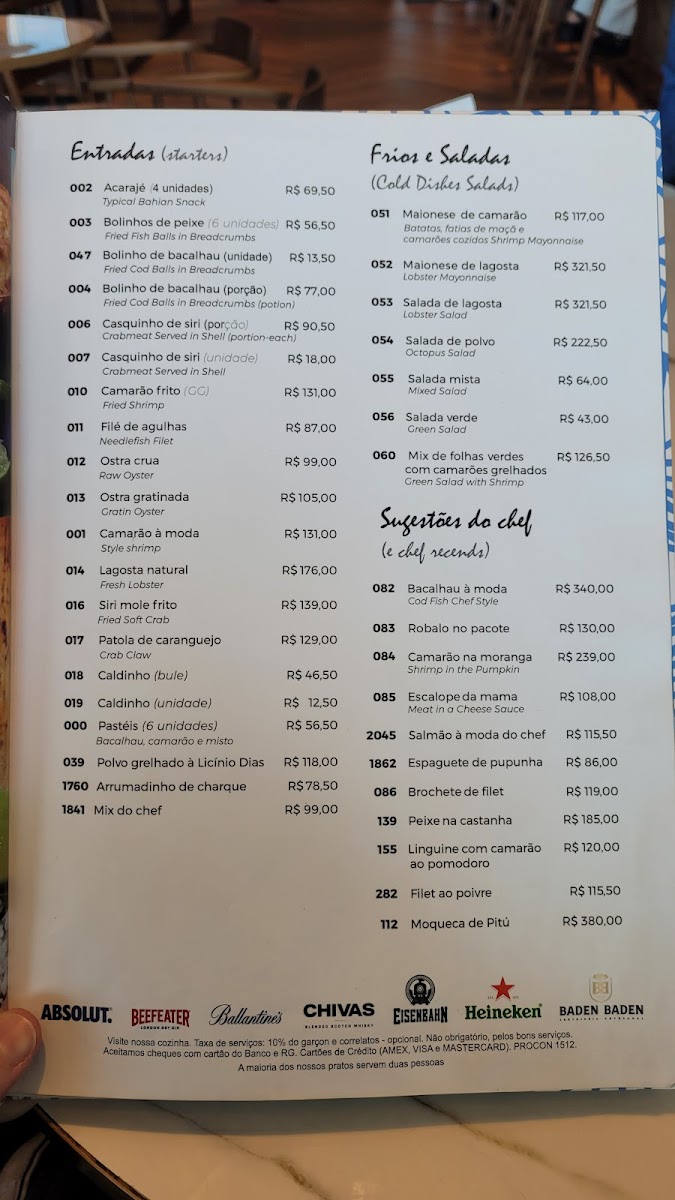 Entradas (starters)
002 Acarajé (4 unidades) R$ 69,50
Typical Bahian Snack
003 Bolinhos de peixe (6 unidades) R$ 56,50
Fried Fish Balls in Breadcrumbs
047 Bolinho de bacalhau (unidade) R$ 13,50
Fried Cod Balls in Breadcrumbs
004 Bolinho de bacalhau (porção) R$ 77,00
Fried Cod Balls in Breadcrumbs (potion)
006 Casquinho de siri (porção) R$ 90,50
Crabmeat Served in Shell (portion-each)
007 Casquinho de siri (unidade) R$ 18,00
Crabmeat Served in Shell
010 Camarão frito (GG) R$ 131,00
Fried Shrimp
011 Filé de agulhas R$ 87,00
Needlefish Filet
012 Ostra crua R$ 99,00
Raw Oyster
013 Ostra gratinada R$ 105,00
Gratin Oyster
001 Camarão à moda R$ 131,00
Style shrimp
014 Lagosta natural R$ 176,00
Fresh Lobster
016 Siri mole frito R$ 139,00
Fried Soft Crab
017 Patola de caranguejo R$ 129,00
Crab Claw
018 Caldinho (bule) R$ 46,50
019 Caldinho (unidade) R$ 12,50
000 Pastéis (6 unidades) R$ 56,50
Bacalhau, camarão e misto
039 Polvo grelhado à Licínio Dias R$ 118,00
1760 Arrumadinho de charque R$ 78,50
1841 Mix do chef R$ 99,00
Frios e Saladas
(Cold Dishes Salads)
051 Maionese de camarão R$ 117,00
Batatas, fatias de maçã e
camarões cozidos Shrimp Mayonnaise
052 Maionese de lagosta R$ 321,50
Lobster Mayonnaise
053 Salada de lagosta R$ 321,50
Lobster Salad
054 Salada de polvo R$ 222,50
Octopus Salad
055 Salada mista R$ 64,00
Mixed Salad
056 Salada verde R$ 43,00
Green Salad
060 Mix de folhas verdes R$ 126,50
com camarões grelhados
Green Salad with Shrimp
Sugestões do chef
(e chef recends)
082 Bacalhau à moda R$ 340,00
Cod Fish Chef Style
083 Robalo no pacote R$ 130,00
084 Camarão na moranga R$ 239,00
Shrimp in the Pumpkin
085 Escalope da mama R$ 108,00
Meat in a Cheese Sauce
2045 Salmão à moda do chef R$ 115,50
1862 Espaguete de pupunha R$ 86,00
086 Brochete de filet R$ 119,00
139 Peixe na castanha R$ 185,00
155 Linguine com camarão R$ 120,00
ao pomodoro
282 Filet ao poivre R$ 115,50
112 Moqueca de Pitú R$ 380,00
ABSOLUT. BEEFEATER Ballantine's CHIVAS EISENBAHN Heineken BADEN BADEN
LONDON DRY GIN BLENDED SCOTCH WHISKY
Visite nossa cozinha. Taxa de serviços: 10% do garçon e correlatos - opcional. Não obrigatório, pelos bons serviços.
Aceitamos cheques com cartão do Banco e RG. Cartões de Crédito (AMEX, VISA e MASTERCARD). PROCON 1512.
A maioria dos nossos pratos servem duas pessoas